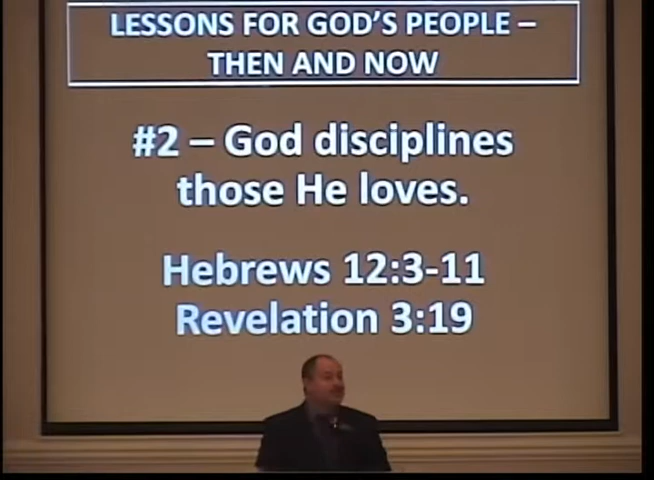 LESSONS FOR GOD’S PEOPLE –
THEN AND NOW
#2 – God disciplines
those He loves.
Hebrews 12:3-11
Revelation 3:19